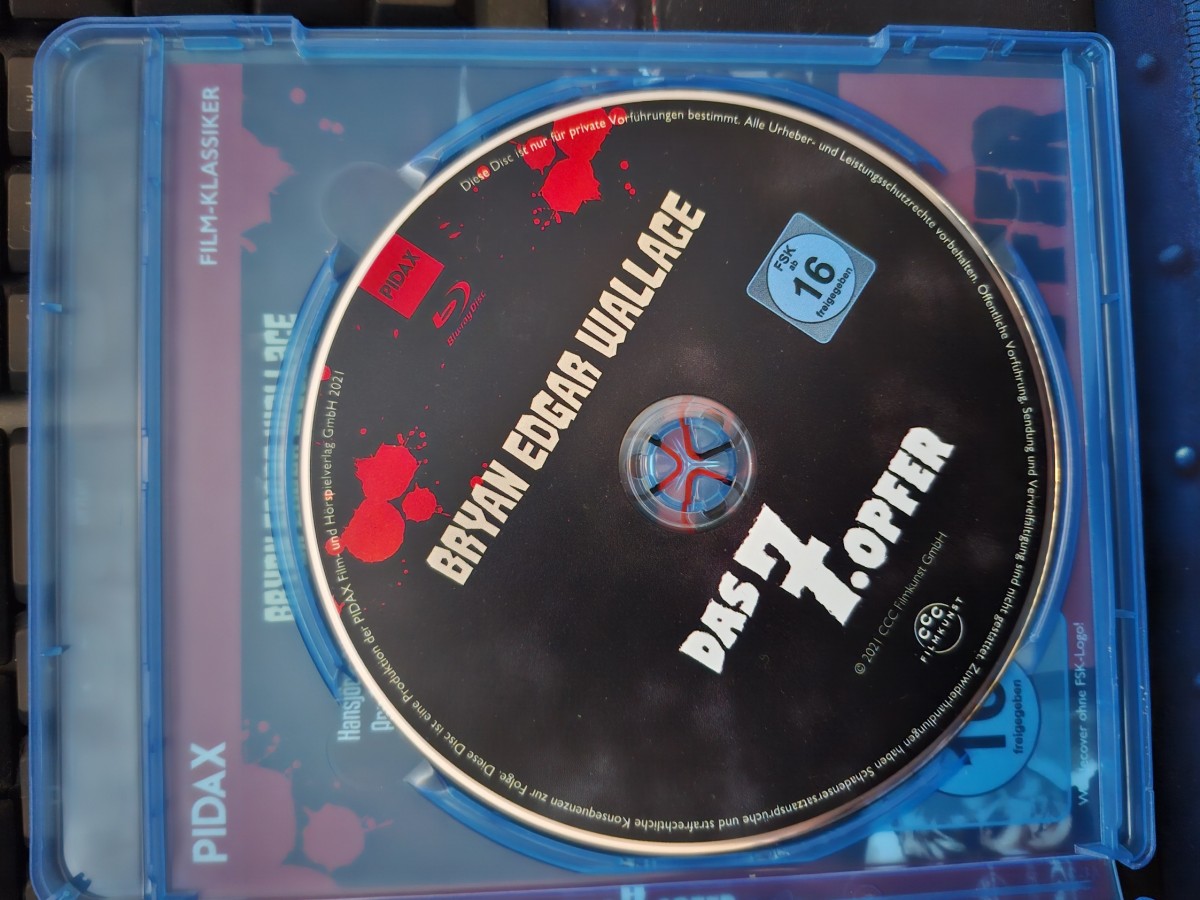 PIDAX
FILM-KLASSIKER
Hansjör
PIDAX
Blu-ray Disc
BRYAN EDGAR WALLACE
DAS 7. OPFER
FSK
ab
16
freigegeben
© 2021 CCC Filmkunst GmbH
CCC
FILMKUNST
Diese Disc ist eine Produktion der PIDAX Film- und Hörspielverlag GmbH 2021
Diese Disc ist nur für private Vorführungen bestimmt. Alle Urheber- und Leistungsschutzrechte vorbehalten. Öffentliche Vorführung, Sendung und Vervielfältigung sind nicht gestattet. Zuwiderhandlungen haben Schadensersatzansprüche und strafrechtliche Konsequenzen zur Folge.
freigegeben
cover ohne FSK-Logo!